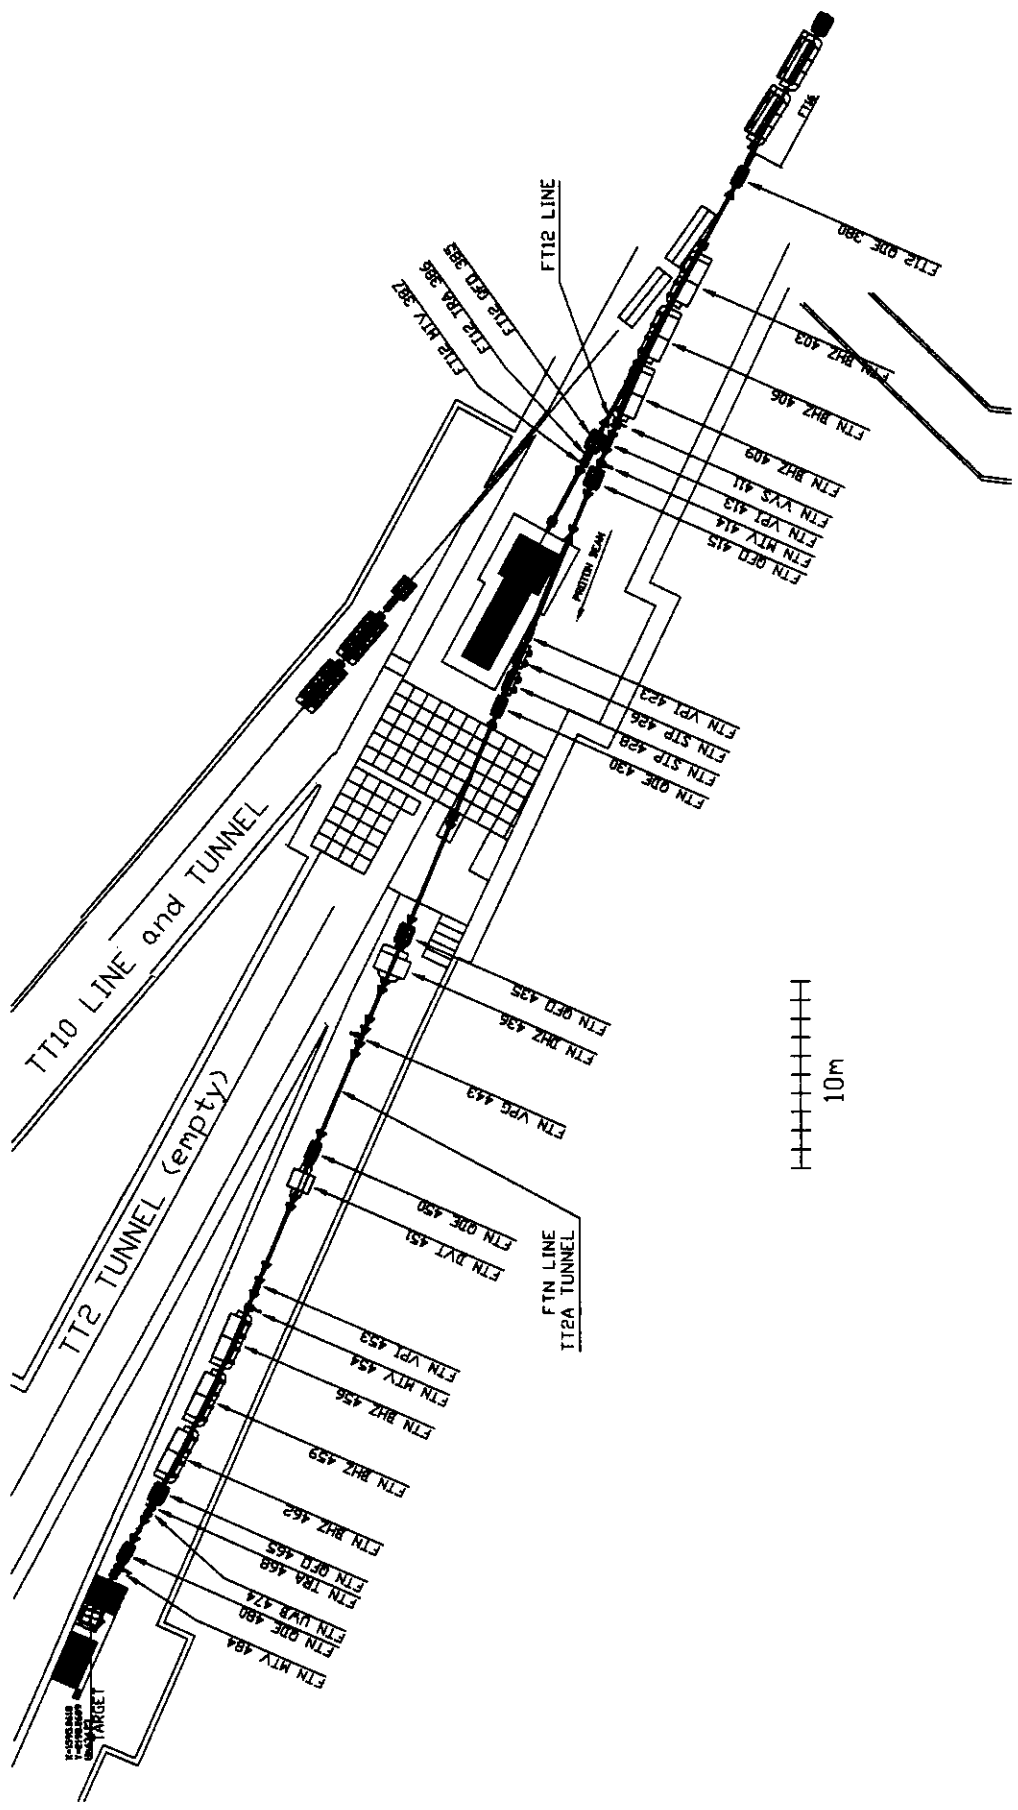 FT16
FT12 QDE 380
FT12 LINE
FT12 QFO 385
FT12 TRA 386
FT12 MTV 387
FTN BHZ 403
FTN BHZ 406
FTN BHZ 409
FTN VVS 411
FTN VPI 413
FTN MTV 414
FTN QFO 415
PROTON BEAM
FTN VPI 423
FTN STP 426
FTN STP 428
FTN QDE 430
TT10 LINE and TUNNEL
FTN QFO 435
FTN DHZ 436
FTN VPG 443
10m
TT2 TUNNEL (empty)
FTN QDE 450
FTN DVT 451
FTN LINE
TT2A TUNNEL
FTN VPI 453
FTN MTV 454
FTN BHZ 456
FTN BHZ 459
FTN BHZ 462
FTN QFO 465
FTN TRA 468
FTN UWB 474
FTN QDE 480
FTN MTV 484
TARGET